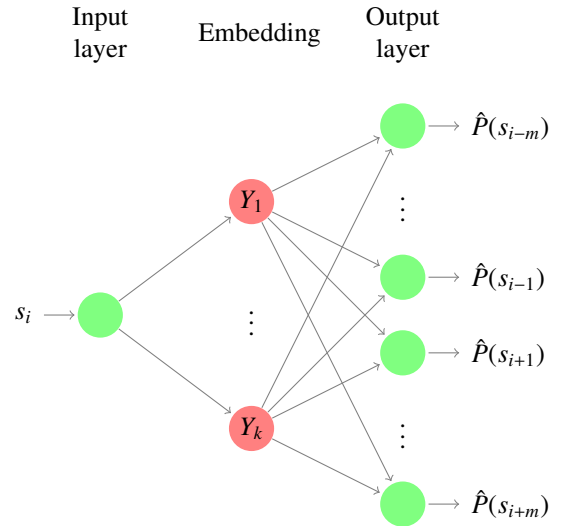 Input
layer
Embedding
Output
layer
s_i
Y_1
⋮
Y_k
P̂(s_{i−m})
⋮
P̂(s_{i−1})
P̂(s_{i+1})
⋮
P̂(s_{i+m})